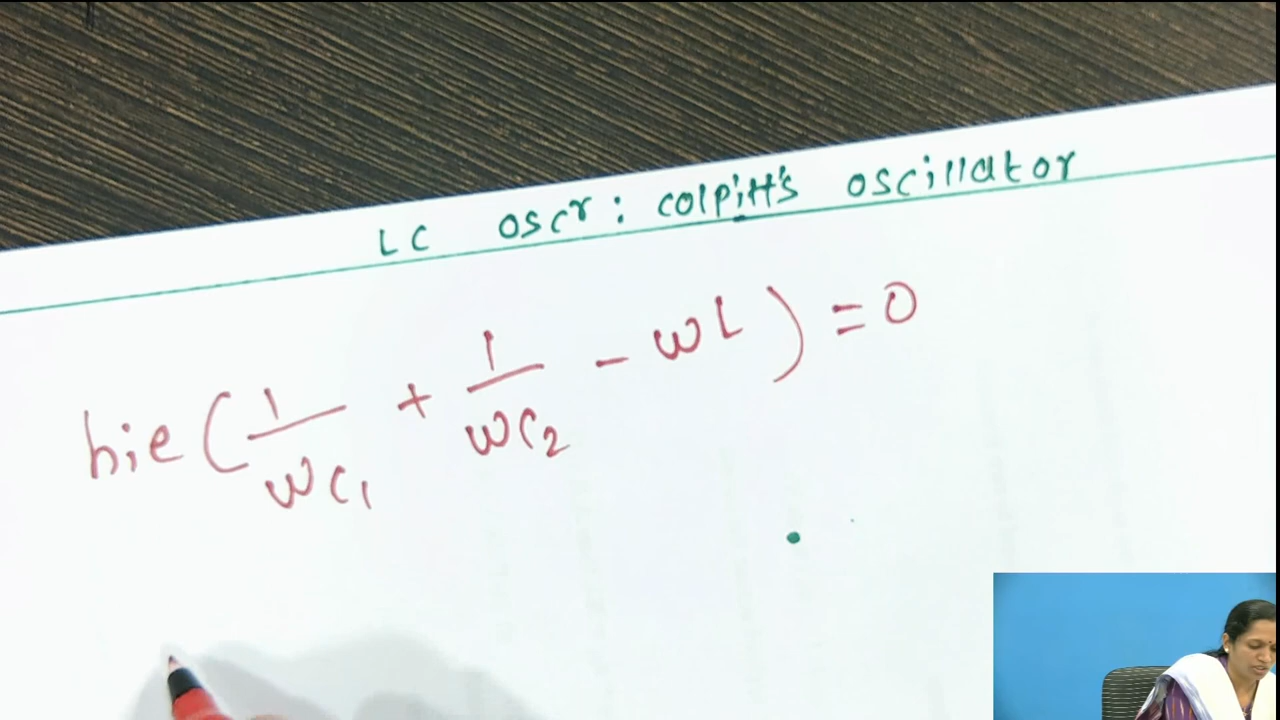 LC oscr : colpitt's oscillator
hie ( 1/ωC1 + 1/ωC2 - ωL ) = 0